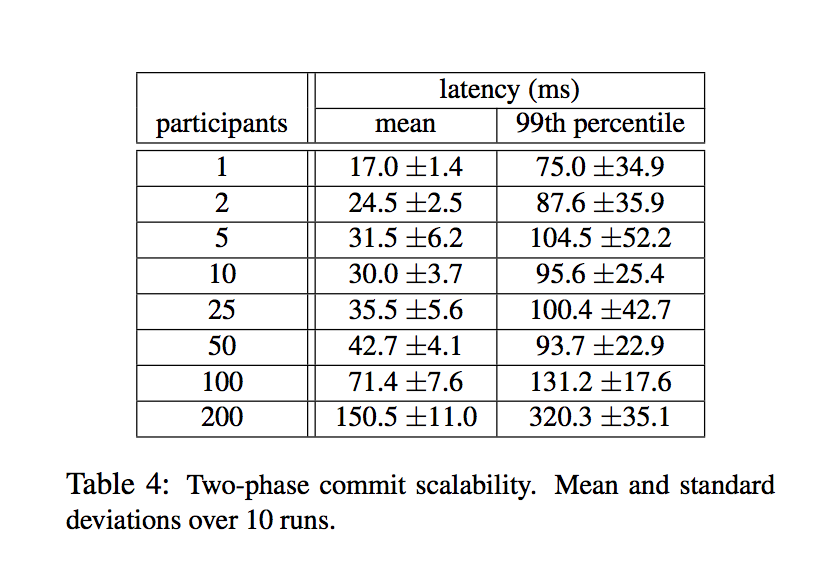 latency (ms)
participants mean 99th percentile
1 17.0 ±1.4 75.0 ±34.9
2 24.5 ±2.5 87.6 ±35.9
5 31.5 ±6.2 104.5 ±52.2
10 30.0 ±3.7 95.6 ±25.4
25 35.5 ±5.6 100.4 ±42.7
50 42.7 ±4.1 93.7 ±22.9
100 71.4 ±7.6 131.2 ±17.6
200 150.5 ±11.0 320.3 ±35.1
Table 4: Two-phase commit scalability. Mean and standard
deviations over 10 runs.